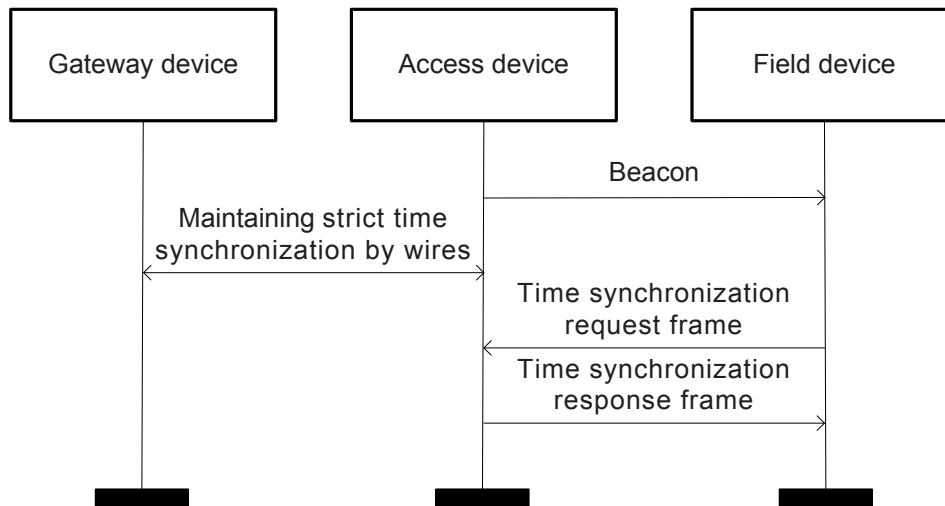 Gateway device
Access device
Field device
Beacon
Maintaining strict time
synchronization by wires
Time synchronization
request frame
Time synchronization
response frame